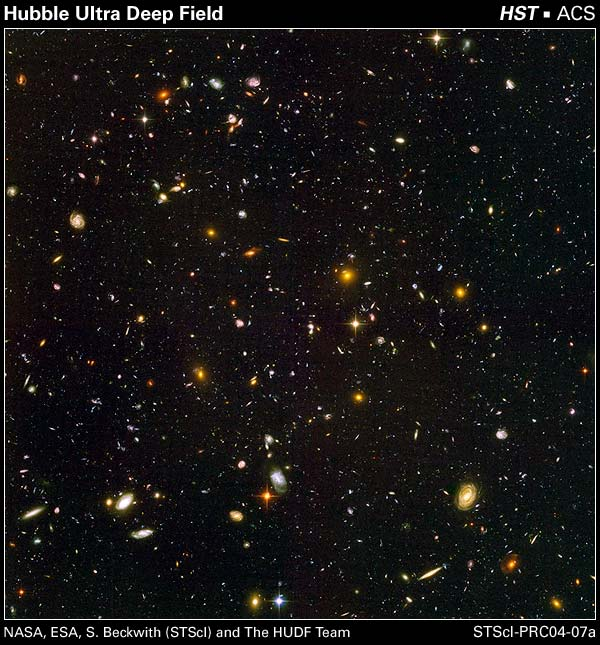 Hubble Ultra Deep Field
HST ▪ ACS
NASA, ESA, S. Beckwith (STScI) and The HUDF Team
STScI-PRC04-07a